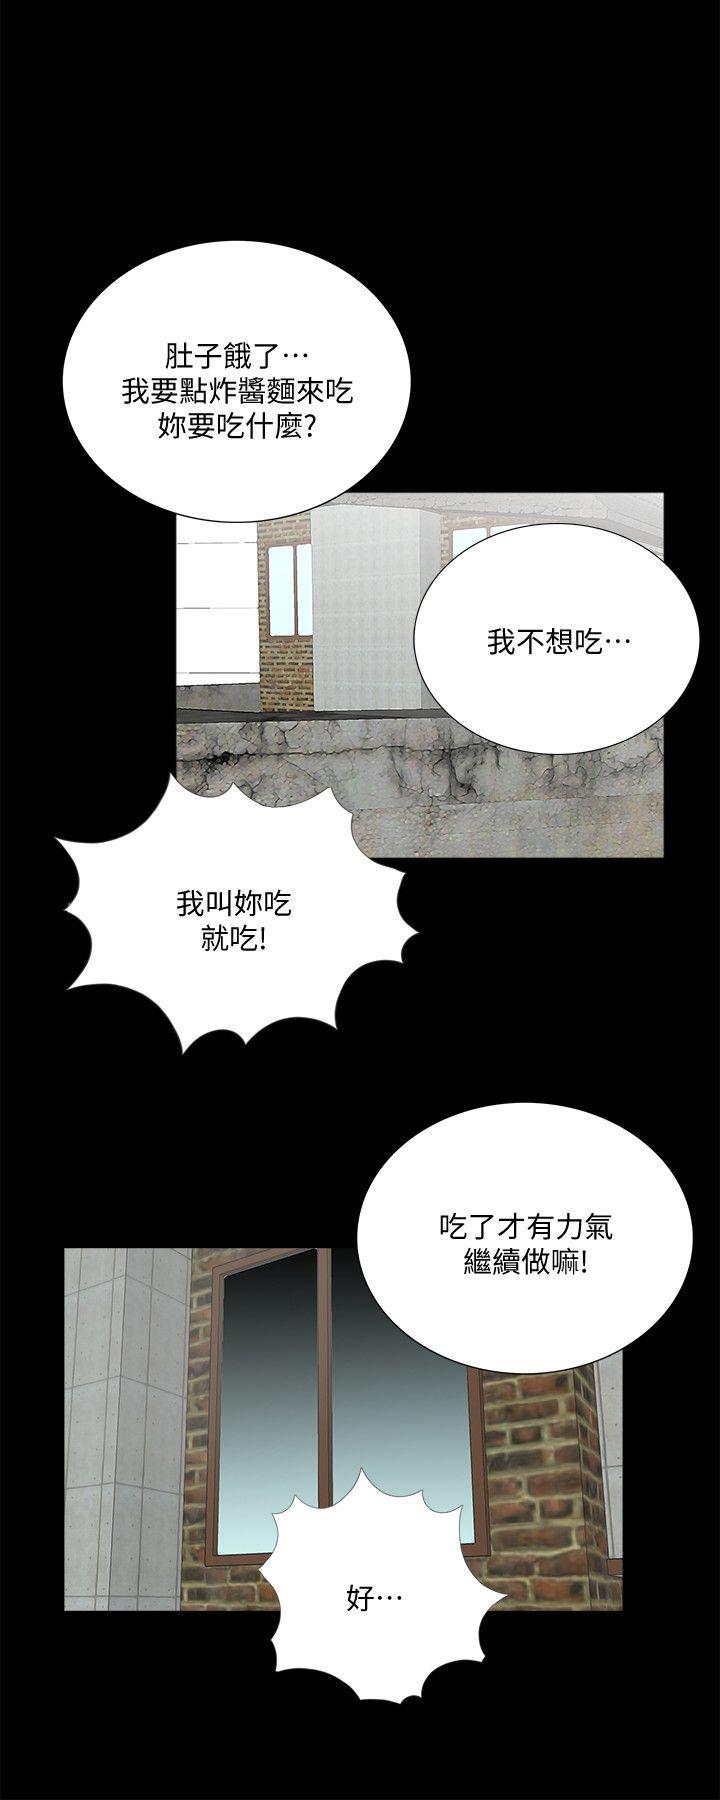 肚子餓了…
我要點炸醬麵來吃
妳要吃什麼?
我不想吃…
我叫妳吃
就吃!
吃了才有力氣
繼續做嘛!
好…